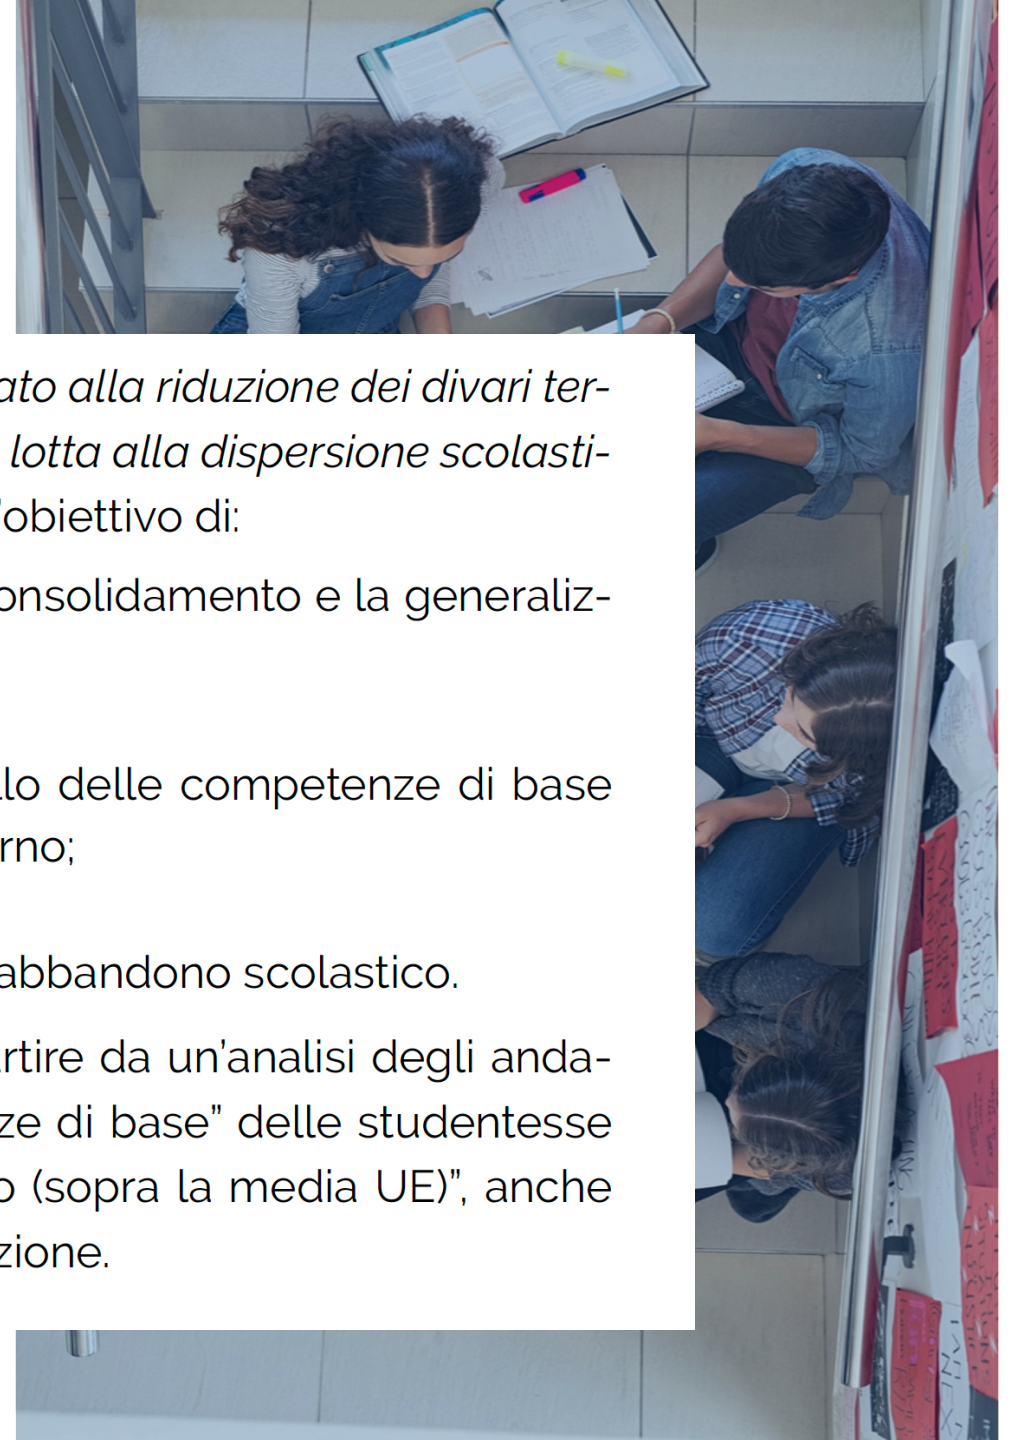 ato alla riduzione dei divari ter-
lotta alla dispersione scolasti-
'obiettivo di:
onsolidamento e la generaliz-
llo delle competenze di base
rno;
abbandono scolastico.
rtire da un'analisi degli anda-
ze di base” delle studentesse
o (sopra la media UE)”, anche
zione.